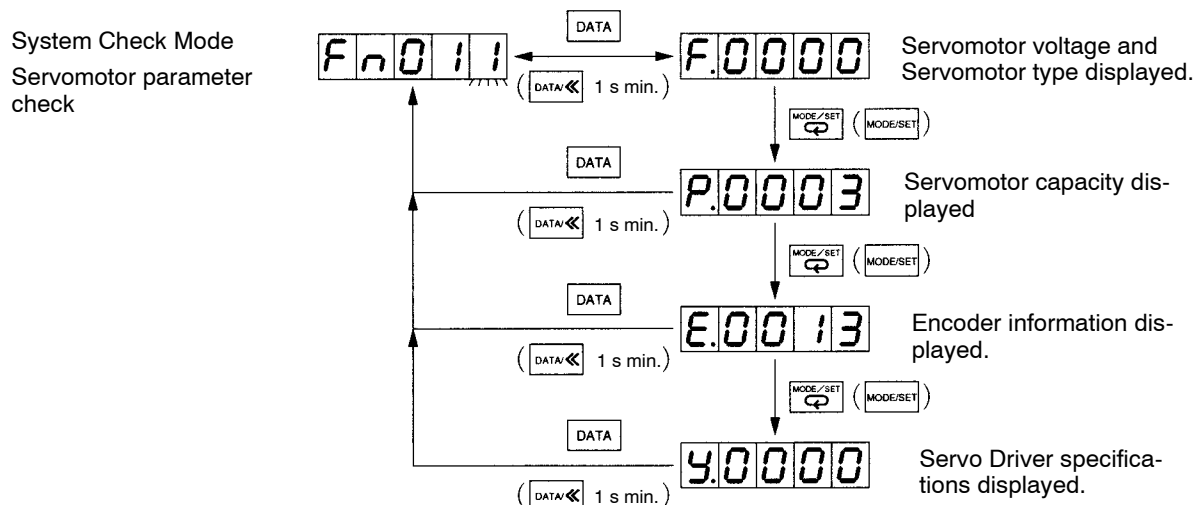 DATA
System Check Mode
Servomotor parameter
check
Fn011
F.0000
Servomotor voltage and
Servomotor type displayed.
( DATA/≪ 1 s min.)
MODE/SET ( MODE/SET )
DATA
P.0003
Servomotor capacity dis-
played
( DATA/≪ 1 s min.)
MODE/SET ( MODE/SET )
DATA
E.0013
Encoder information dis-
played.
( DATA/≪ 1 s min.)
MODE/SET ( MODE/SET )
DATA
y.0000
Servo Driver specifica-
tions displayed.
( DATA/≪ 1 s min.)